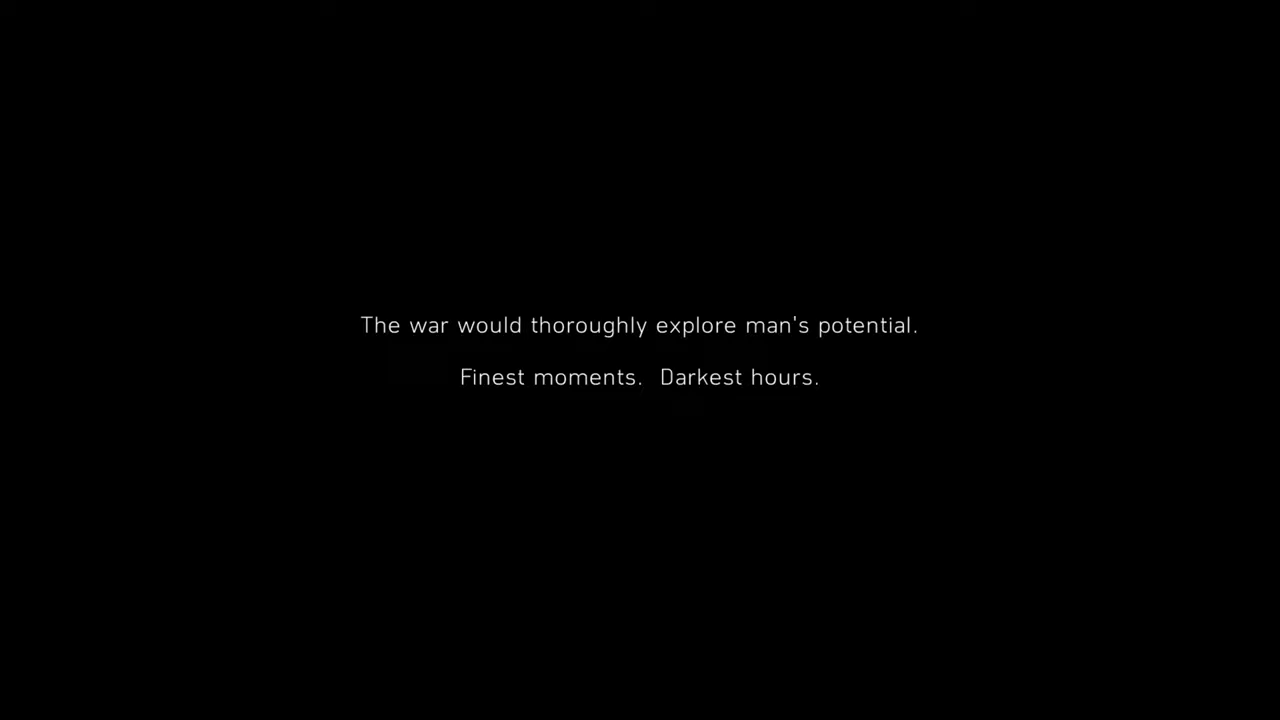 The war would thoroughly explore man's potential.
Finest moments.  Darkest hours.